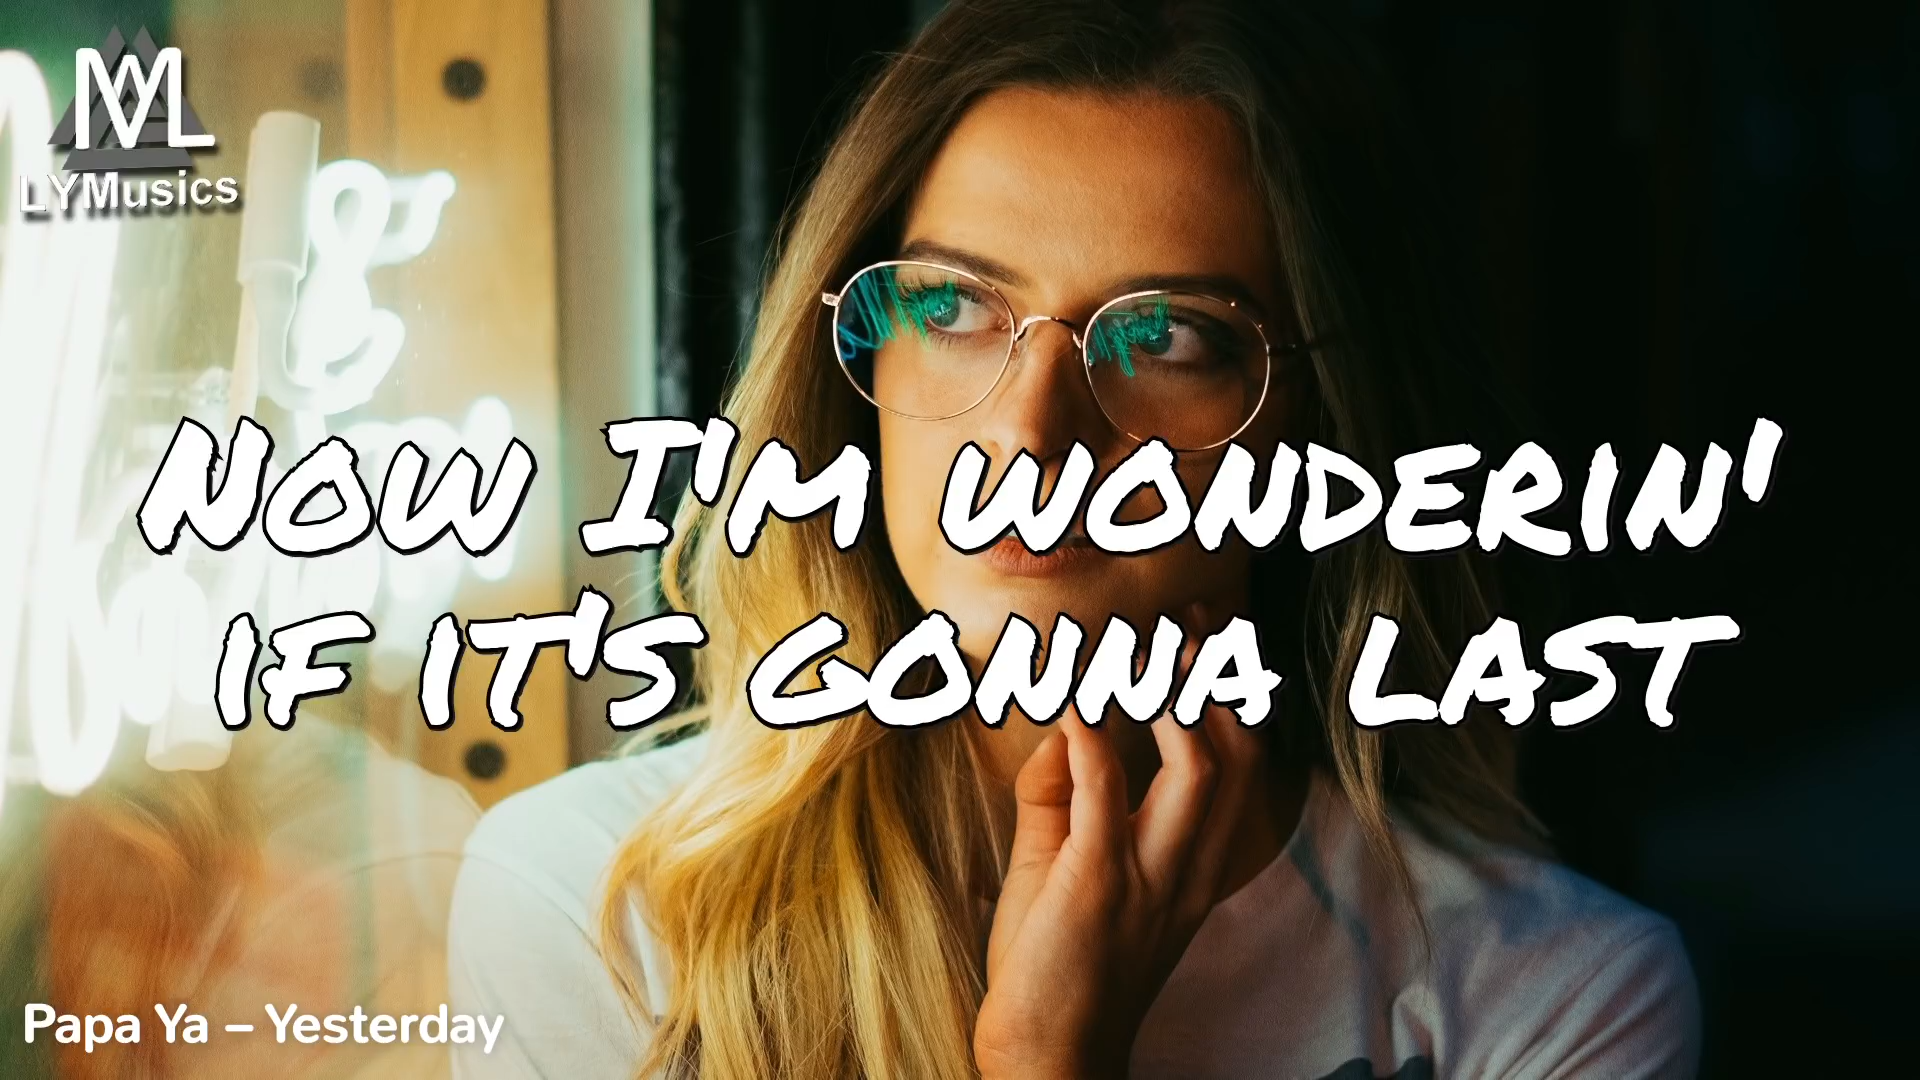 LYMusics
Now I'm wonderin'
if it's gonna last
Papa Ya – Yesterday